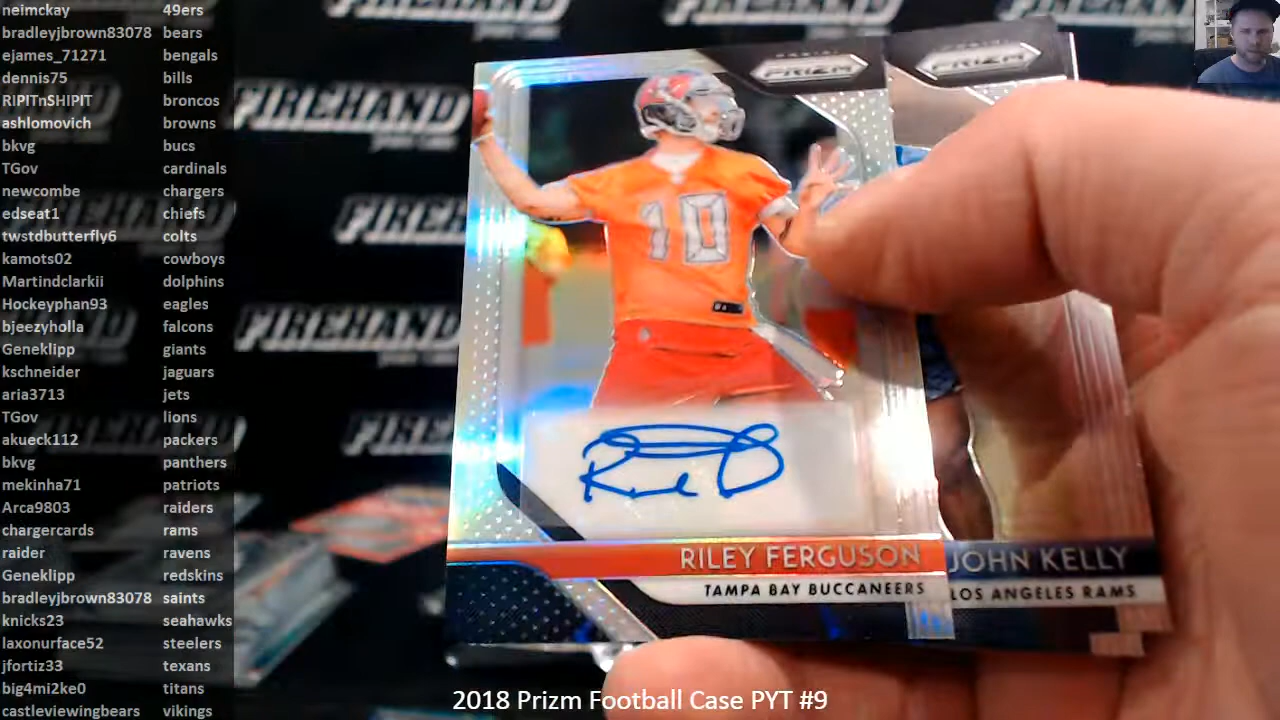 neimckay 49ers
bradleyjbrown83078 bears
ejames_71271 bengals
dennis75 bills
RIPITnSHIPIT broncos
ashlomovich browns
bkvg bucs
TGov cardinals
newcombe chargers
edseat1 chiefs
twstdbutterfly6 colts
kamots02 cowboys
Martindclarkii dolphins
Hockeyphan93 eagles
bjeezyholla falcons
Geneklipp giants
kschneider jaguars
aria3713 jets
TGov lions
akueck112 packers
bkvg panthers
mekinha71 patriots
Arca9803 raiders
chargercards rams
raider ravens
Geneklipp redskins
bradleyjbrown83078 saints
knicks23 seahawks
laxonurface52 steelers
jfortiz33 texans
big4mi2ke0 titans
castleviewingbears vikings
FIREHAND
FIREHAND
FIREHAND
FIREHAND
PANINI
PRIZM
PRIZM
10
RILEY FERGUSON
TAMPA BAY BUCCANEERS
JOHN KELLY
LOS ANGELES RAMS
2018 Prizm Football Case PYT #9